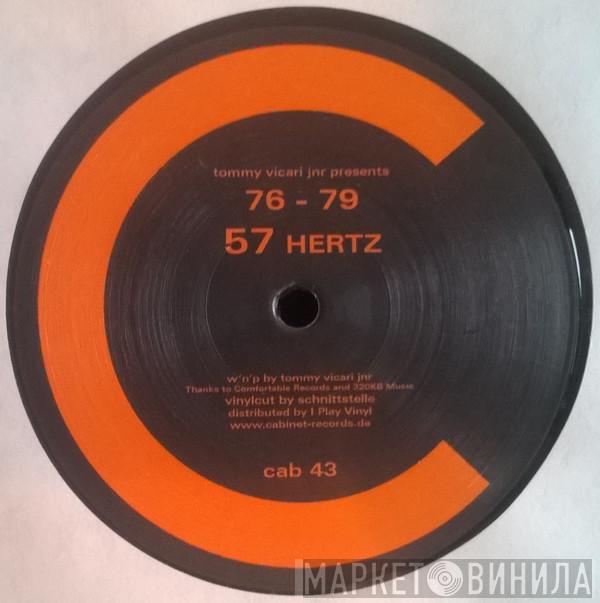 tommy vicari jnr presents
76 - 79
57 HERTZ
w'n'p by tommy vicari jnr
Thanks to Comfortable Records and 320KB Music
vinylcut by schnittstelle
distributed by I Play Vinyl
www.cabinet-records.de
cab 43
МАРКЕТ ВИНИЛА